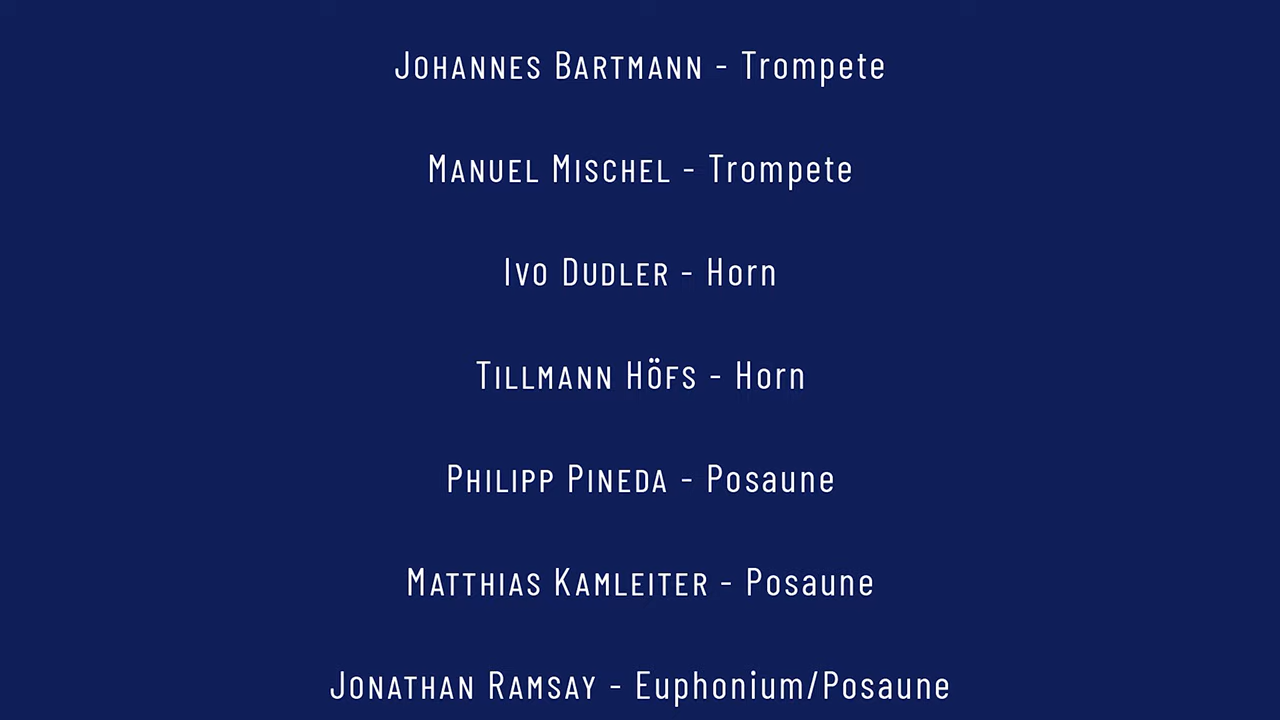 Johannes Bartmann - Trompete
Manuel Mischel - Trompete
Ivo Dudler - Horn
Tillmann Höfs - Horn
Philipp Pineda - Posaune
Matthias Kamleiter - Posaune
Jonathan Ramsay - Euphonium/Posaune